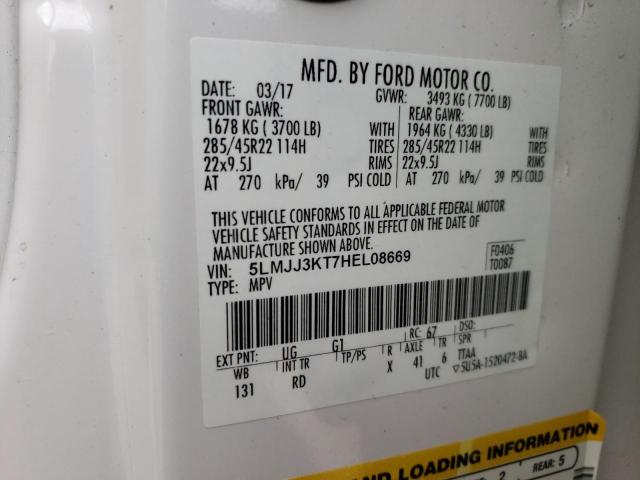 MFD. BY FORD MOTOR CO.
DATE: 03/17 GVWR: 3493 KG ( 7700 LB)
FRONT GAWR: REAR GAWR:
1678 KG ( 3700 LB) WITH 1964 KG ( 4330 LB) WITH
285/45R22 114H TIRES 285/45R22 114H TIRES
22x9.5J RIMS 22x9.5J RIMS
AT 270 kPa/ 39 PSI COLD AT 270 kPa/ 39 PSI COLD
THIS VEHICLE CONFORMS TO ALL APPLICABLE FEDERAL MOTOR
VEHICLE SAFETY STANDARDS IN EFFECT ON THE DATE OF
MANUFACTURE SHOWN ABOVE.
VIN: 5LMJJ3KT7HEL08669 F0406
TYPE: MPV T0087
EXT PNT: UG G1 RC: 67 DSO:
WB INT TR TP/PS R AXLE TR SPR
131 RD X 41 6 TTAA
UTC ▽5U5A-1520472-BA
AND LOADING INFORMATION
2 REAR: 5